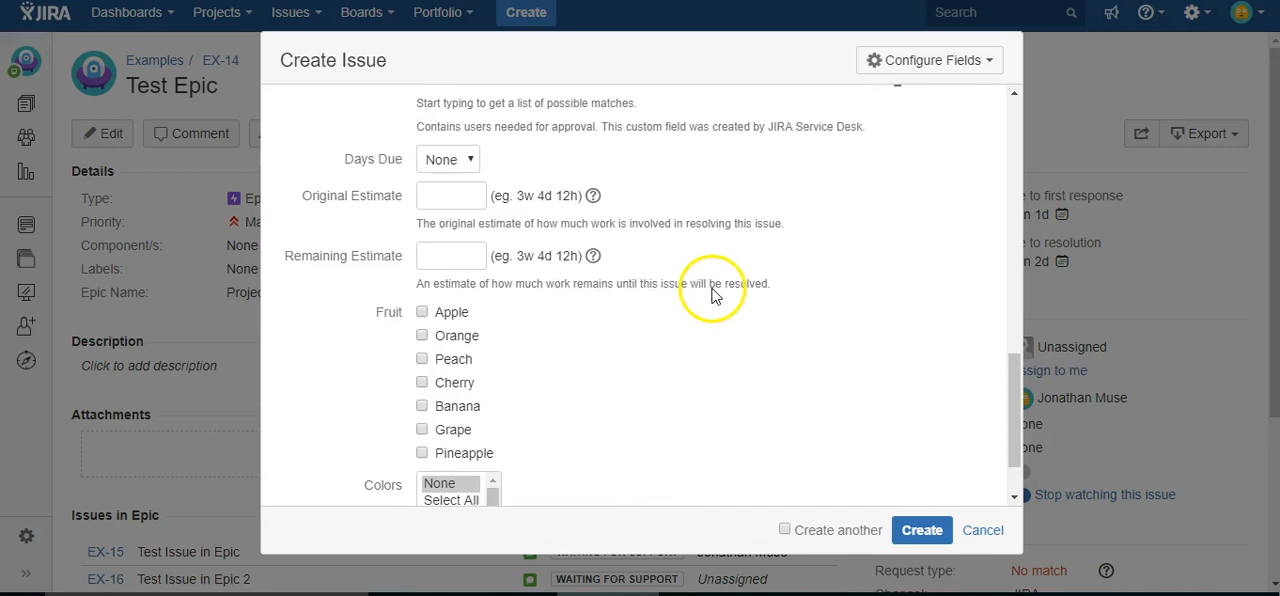 JIRA Dashboards Projects Issues Boards Portfolio Create Search
Create Issue
Configure Fields
Examples / EX-14
Test Epic
Start typing to get a list of possible matches.
Contains users needed for approval. This custom field was created by JIRA Service Desk.
Edit Comment Export
Days Due None
Details
Type:
Priority:
Component/s: None
Labels: None
Epic Name:
Original Estimate (eg. 3w 4d 12h)
The original estimate of how much work is involved in resolving this issue.
to first response
1d
to resolution
2d
Remaining Estimate (eg. 3w 4d 12h)
An estimate of how much work remains until this issue will be resolved.
Fruit Apple
Orange
Peach
Cherry
Banana
Grape
Pineapple
Colors None
Select All
Description
Click to add description
Unassigned
Jonathan Muse
Attachments
Stop watching this issue
Create another Create Cancel
Issues in Epic
EX-15 Test Issue in Epic
EX-16 Test Issue in Epic 2 WAITING FOR SUPPORT Unassigned
Request type: No match